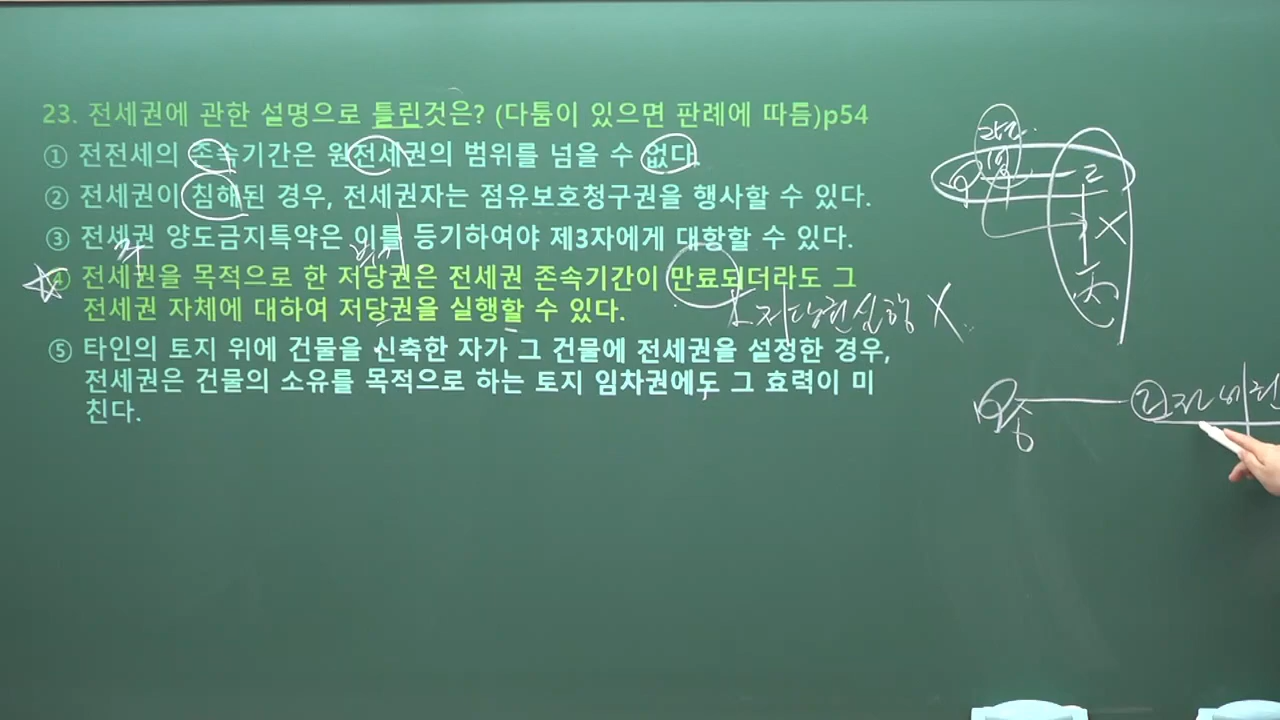 23. 전세권에 관한 설명으로 틀린것은? (다툼이 있으면 판례에 따름)p54
① 전전세의 존속기간은 원전세권의 범위를 넘을 수 없다.
② 전세권이 침해된 경우, 전세권자는 점유보호청구권을 행사할 수 있다.
③ 전세권 양도금지특약은 이를 등기하여야 제3자에게 대항할 수 있다.
④ 전세권을 목적으로 한 저당권은 전세권 존속기간이 만료되더라도 그
전세권 자체에 대하여 저당권을 실행할 수 있다.
저당권실행 X
⑤ 타인의 토지 위에 건물을 신축한 자가 그 건물에 전세권을 설정한 경우,
전세권은 건물의 소유를 목적으로 하는 토지 임차권에도 그 효력이 미
친다.